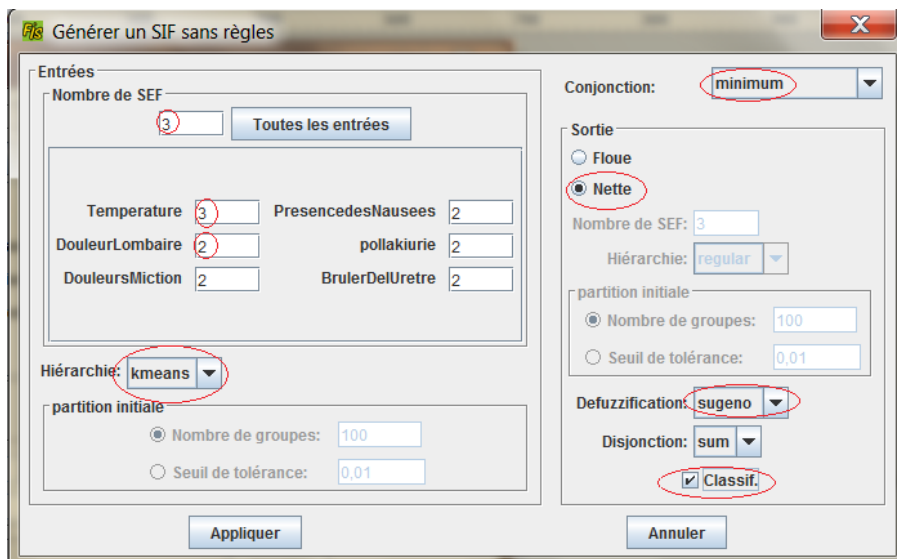 Fis Générer un SIF sans règles
Entrées
Nombre de SEF
3 Toutes les entrées
Temperature 3 PresencedesNausees 2
DouleurLombaire 2 pollakiurie 2
DouleursMiction 2 BrulerDelUretre 2
Hiérarchie: kmeans
partition initiale
Nombre de groupes: 100
Seuil de tolérance: 0,01
Appliquer
Conjonction: minimum
Sortie
Floue
Nette
Nombre de SEF: 3
Hiérarchie: regular
partition initiale
Nombre de groupes: 100
Seuil de tolérance: 0,01
Defuzzification: sugeno
Disjonction: sum
Classif.
Annuler